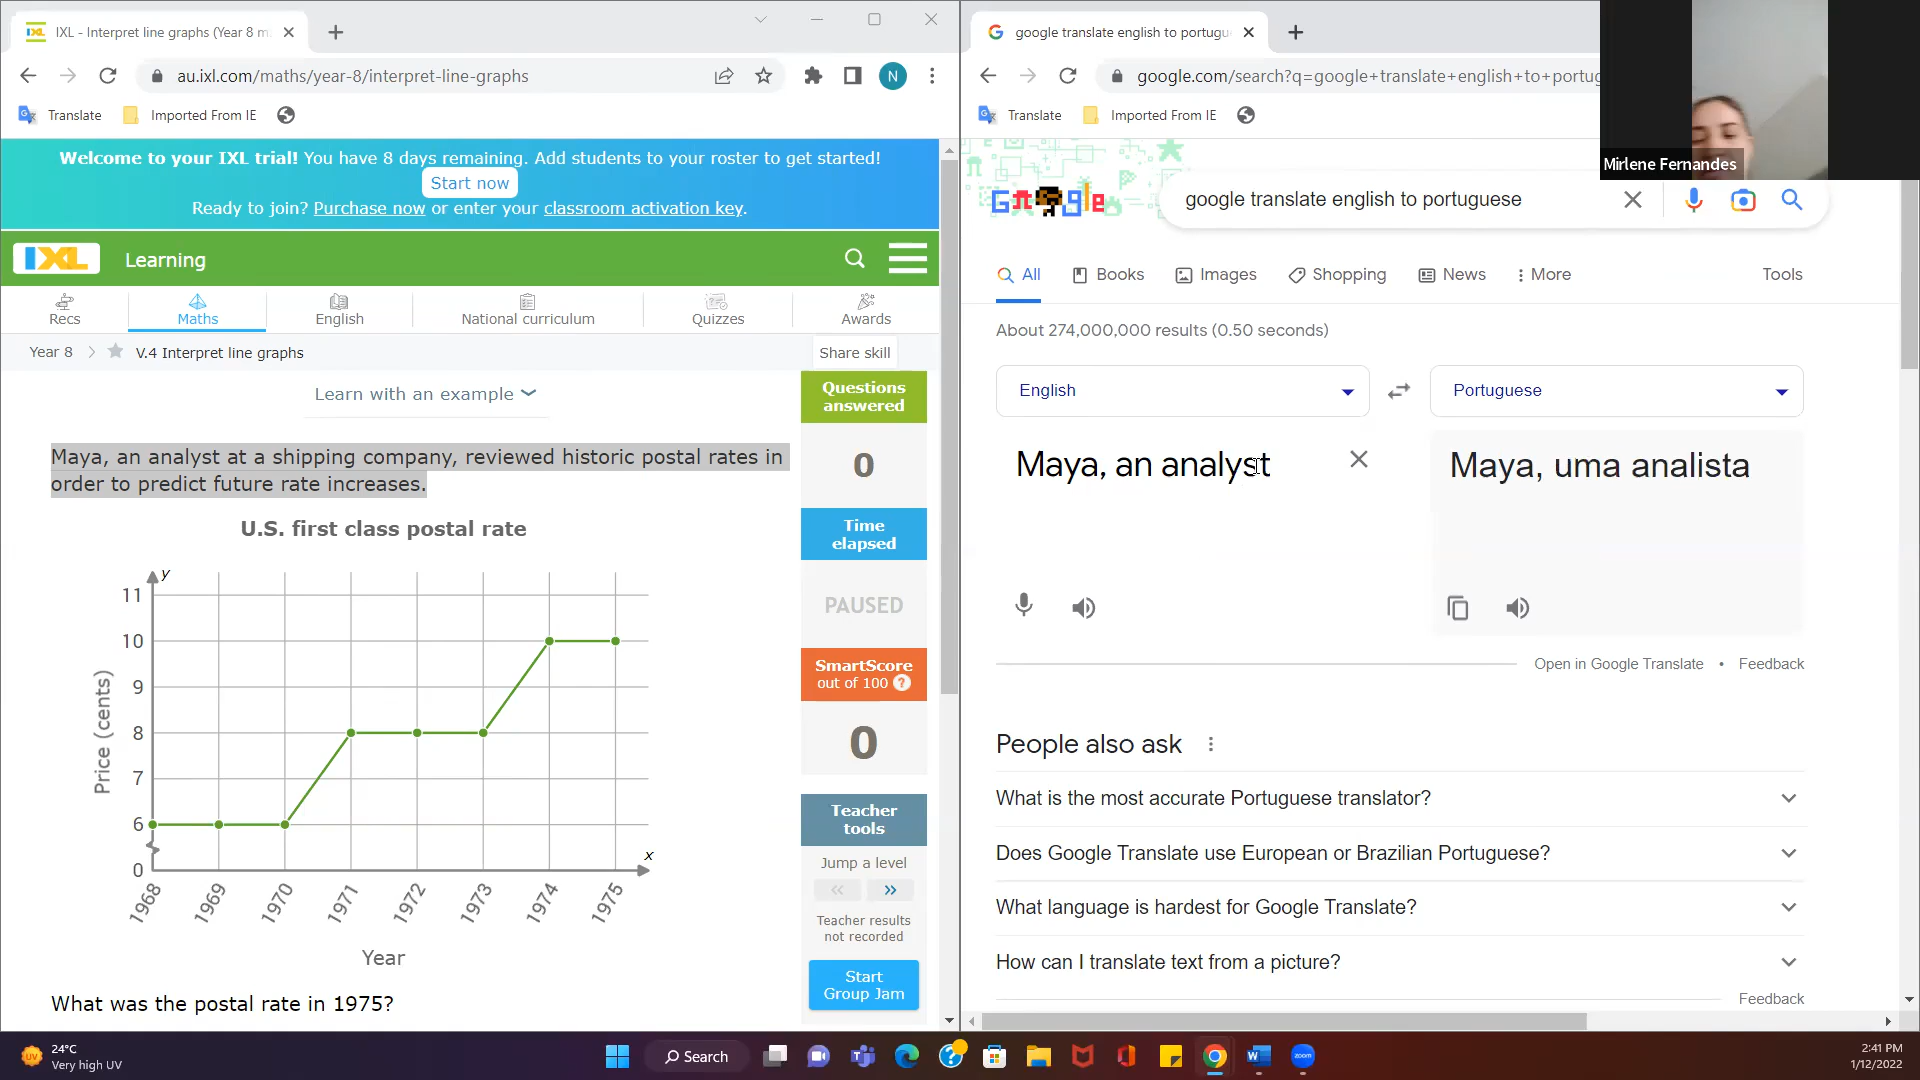 IXL - Interpret line graphs (Year 8 m
au.ixl.com/maths/year-8/interpret-line-graphs
N
Translate
Imported From IE
Welcome to your IXL trial! You have 8 days remaining. Add students to your roster to get started!
Start now
Ready to join? Purchase now or enter your classroom activation key.
IXL Learning
Recs
Maths
English
National curriculum
Quizzes
Awards
Year 8 > V.4 Interpret line graphs
Share skill
Learn with an example
Maya, an analyst at a shipping company, reviewed historic postal rates in
order to predict future rate increases.
U.S. first class postal rate
y
11
10
9
8
7
6
0
Price (cents)
x
1968
1969
1970
1971
1972
1973
1974
1975
Year
What was the postal rate in 1975?
Questions
answered
0
Time
elapsed
PAUSED
SmartScore
out of 100 ?
0
Teacher
tools
Jump a level
Teacher results
not recorded
Start
Group Jam
google translate english to portugu
google.com/search?q=google+translate+english+to+portug
Translate
Imported From IE
Mirlene Fernandes
Google
google translate english to portuguese
All
Books
Images
Shopping
News
More
Tools
About 274,000,000 results (0.50 seconds)
English
Portuguese
Maya, an analyst
Maya, uma analista
Open in Google Translate • Feedback
People also ask
What is the most accurate Portuguese translator?
Does Google Translate use European or Brazilian Portuguese?
What language is hardest for Google Translate?
How can I translate text from a picture?
Feedback
24°C
Very high UV
Search
zoom
2:41 PM
1/12/2022